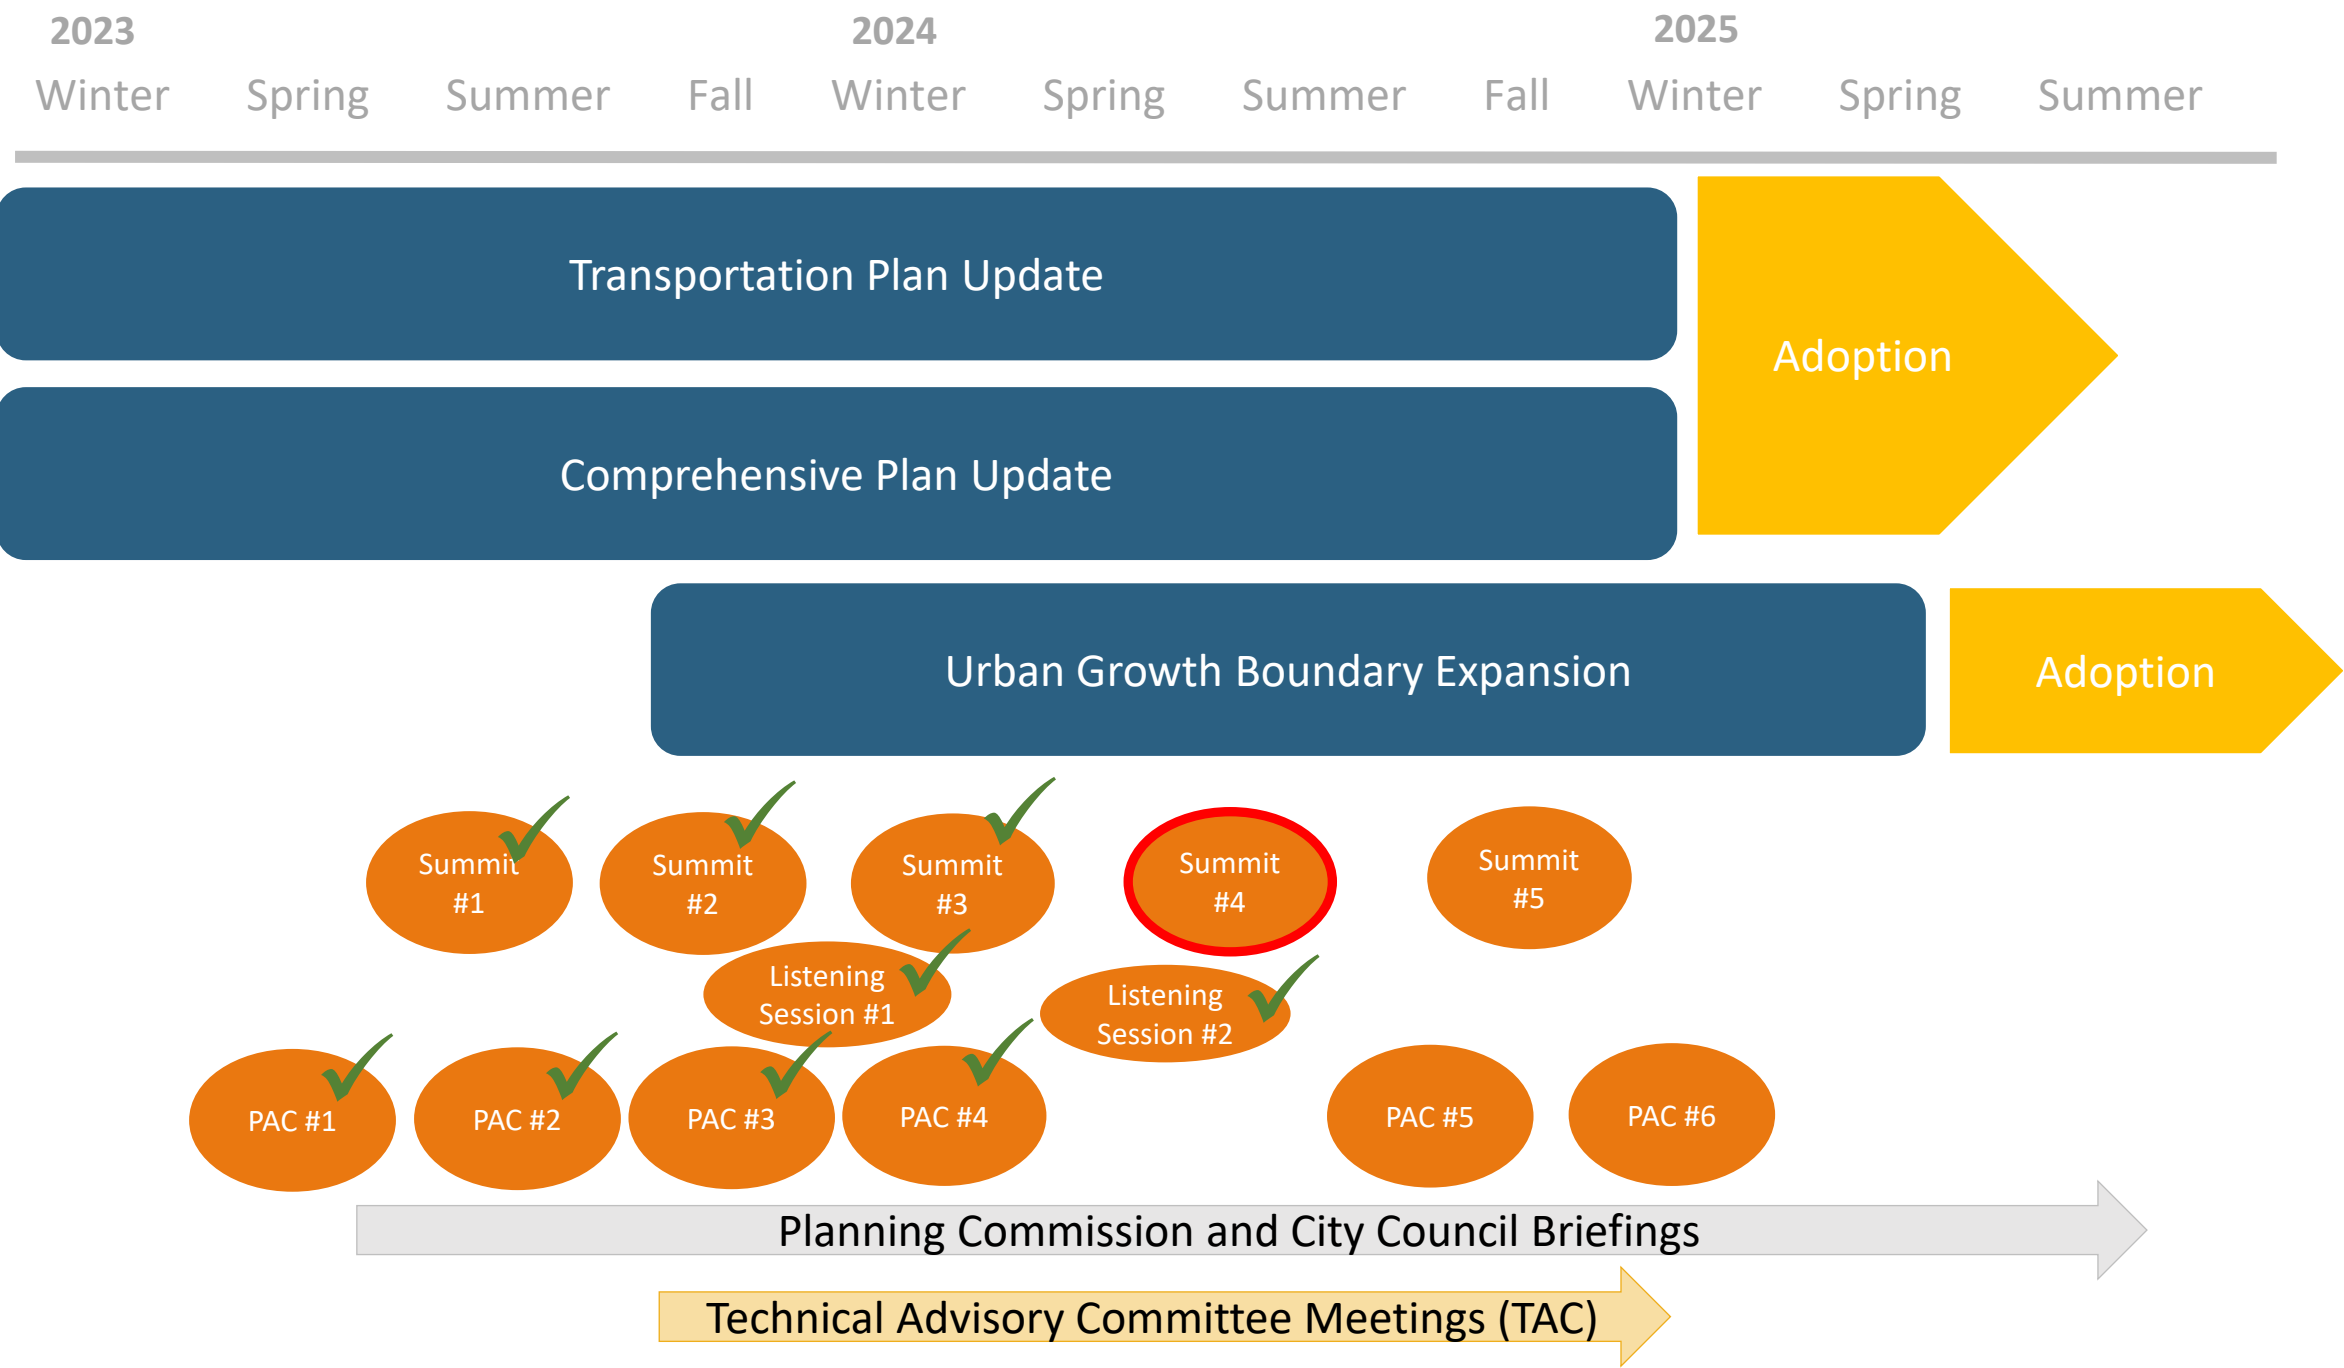 2023 2024 2025
Winter Spring Summer Fall Winter Spring Summer Fall Winter Spring Summer
Transportation Plan Update
Adoption
Comprehensive Plan Update
Urban Growth Boundary Expansion
Adoption
Summit
#1
Summit
#2
Summit
#3
Summit
#4
Summit
#5
Listening
Session #1
Listening
Session #2
PAC #1
PAC #2
PAC #3
PAC #4
PAC #5
PAC #6
Planning Commission and City Council Briefings
Technical Advisory Committee Meetings (TAC)